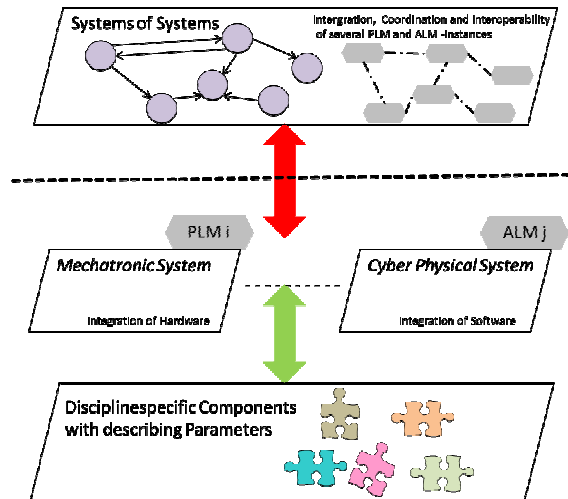 Systems of Systems
Intergration, Coordination and Interoperability
of several PLM and ALM -Instances
PLM i
ALM j
Mechatronic System
Cyber Physical System
Integration of Hardware
Integration of Software
Disciplinespecific Components
with describing Parameters